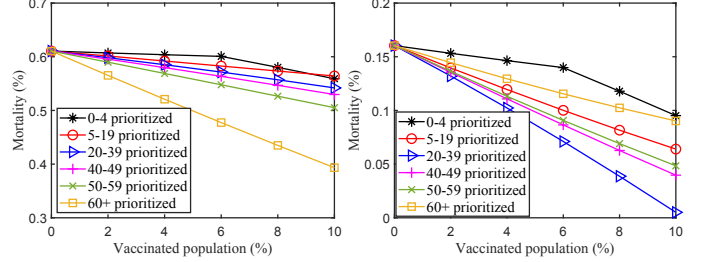 0.7
0.6
0.5
0.4
0.3
Mortality (%)
0-4 prioritized
5-19 prioritized
20-39 prioritized
40-49 prioritized
50-59 prioritized
60+ prioritized
0 2 4 6 8 10
Vaccinated population (%)
0.2
0.15
0.1
0.05
0
Mortality (%)
0-4 prioritized
5-19 prioritized
20-39 prioritized
40-49 prioritized
50-59 prioritized
60+ prioritized
0 2 4 6 8 10
Vaccinated population (%)